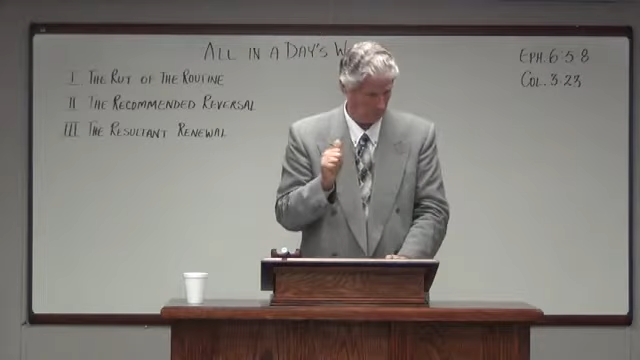 ALL IN A DAY'S W
I THE RUT OF THE ROUTINE
II THE RECOMMENDED REVERSAL
III THE RESULTANT RENEWAL
EPH. 6:5-8
COL. 3:23